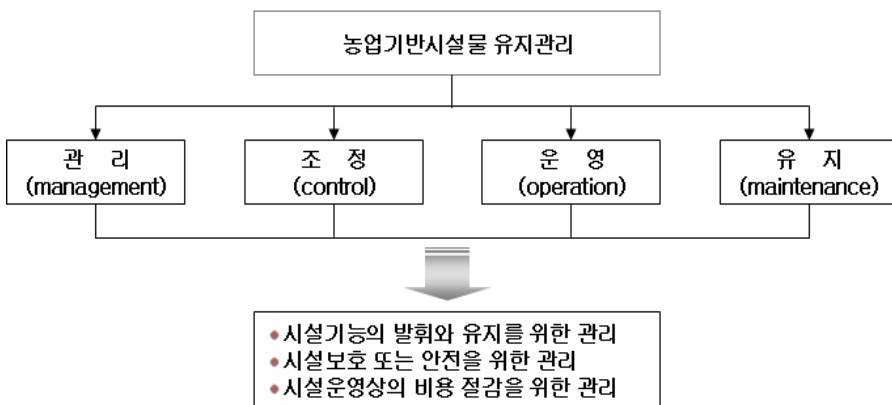 농업기반시설물 유지관리
관 리
(management)
조 정
(control)
운 영
(operation)
유 지
(maintenance)
시설기능의 발휘와 유지를 위한 관리
시설보호 또는 안전을 위한 관리
시설운영상의 비용 절감을 위한 관리